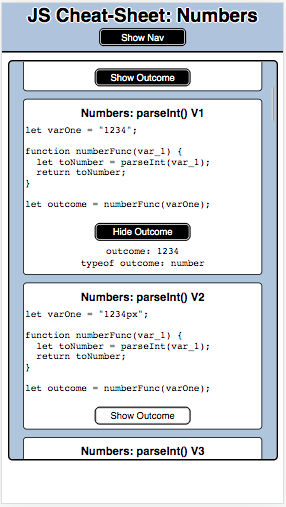 JS Cheat-Sheet: Numbers
Show Nav
Show Outcome
Numbers: parseInt() V1
let varOne = "1234";
function numberFunc(var_1) {
let toNumber = parseInt(var_1);
return toNumber;
}
let outcome = numberFunc(varOne);
Hide Outcome
outcome: 1234
typeof outcome: number
Numbers: parseInt() V2
let varOne = "1234px";
function numberFunc(var_1) {
let toNumber = parseInt(var_1);
return toNumber;
}
let outcome = numberFunc(varOne);
Show Outcome
Numbers: parseInt() V3